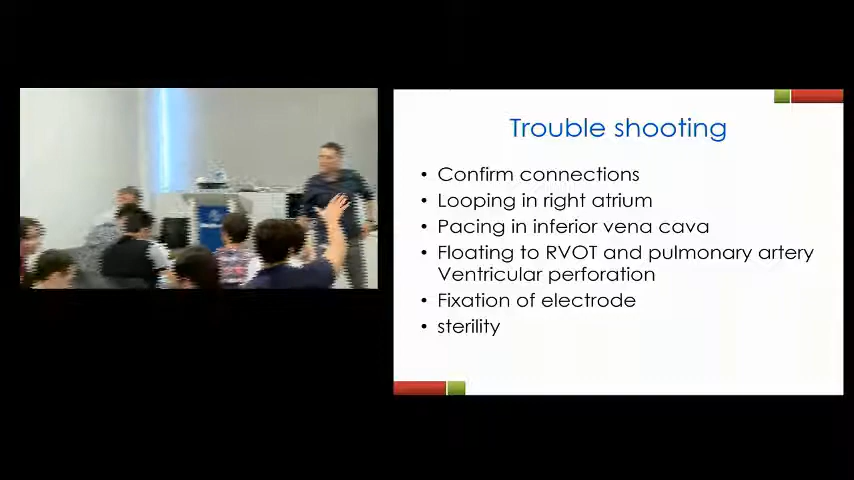 Trouble shooting
• Confirm connections
• Looping in right atrium
• Pacing in inferior vena cava
• Floating to RVOT and pulmonary artery
Ventricular perforation
• Fixation of electrode
• sterility